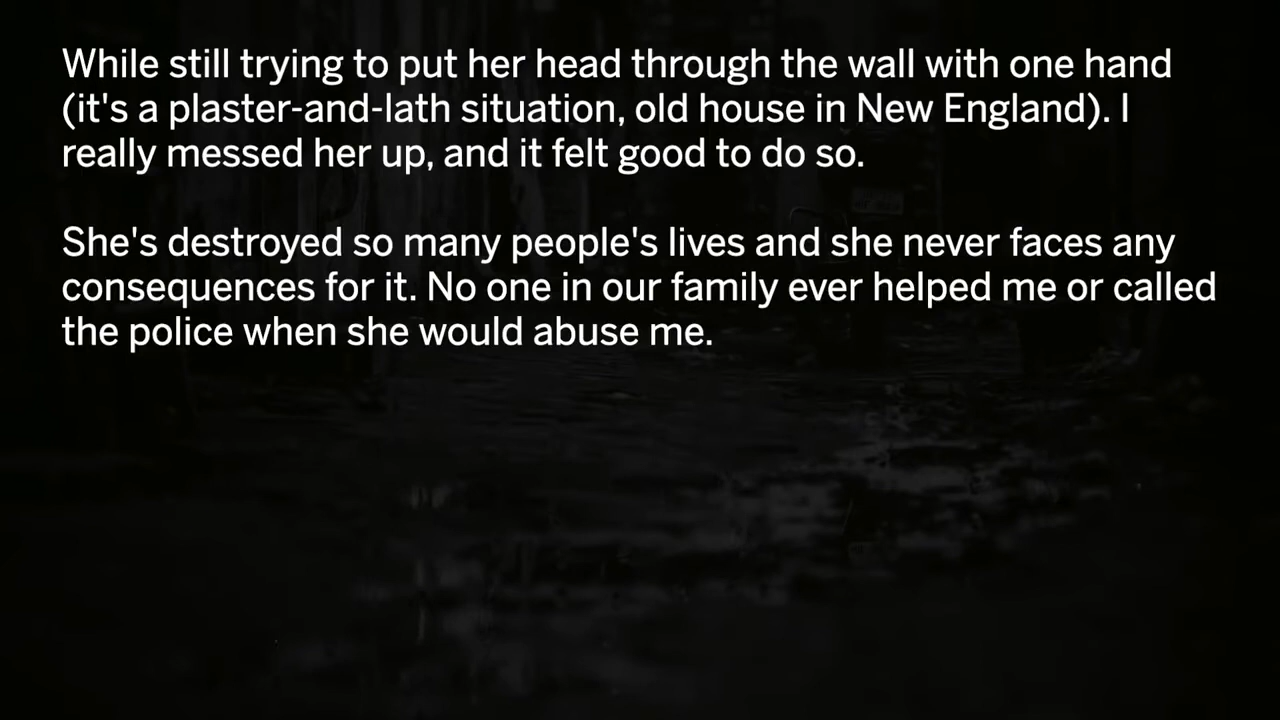 While still trying to put her head through the wall with one hand
(it's a plaster-and-lath situation, old house in New England). I
really messed her up, and it felt good to do so.
She's destroyed so many people's lives and she never faces any
consequences for it. No one in our family ever helped me or called
the police when she would abuse me.